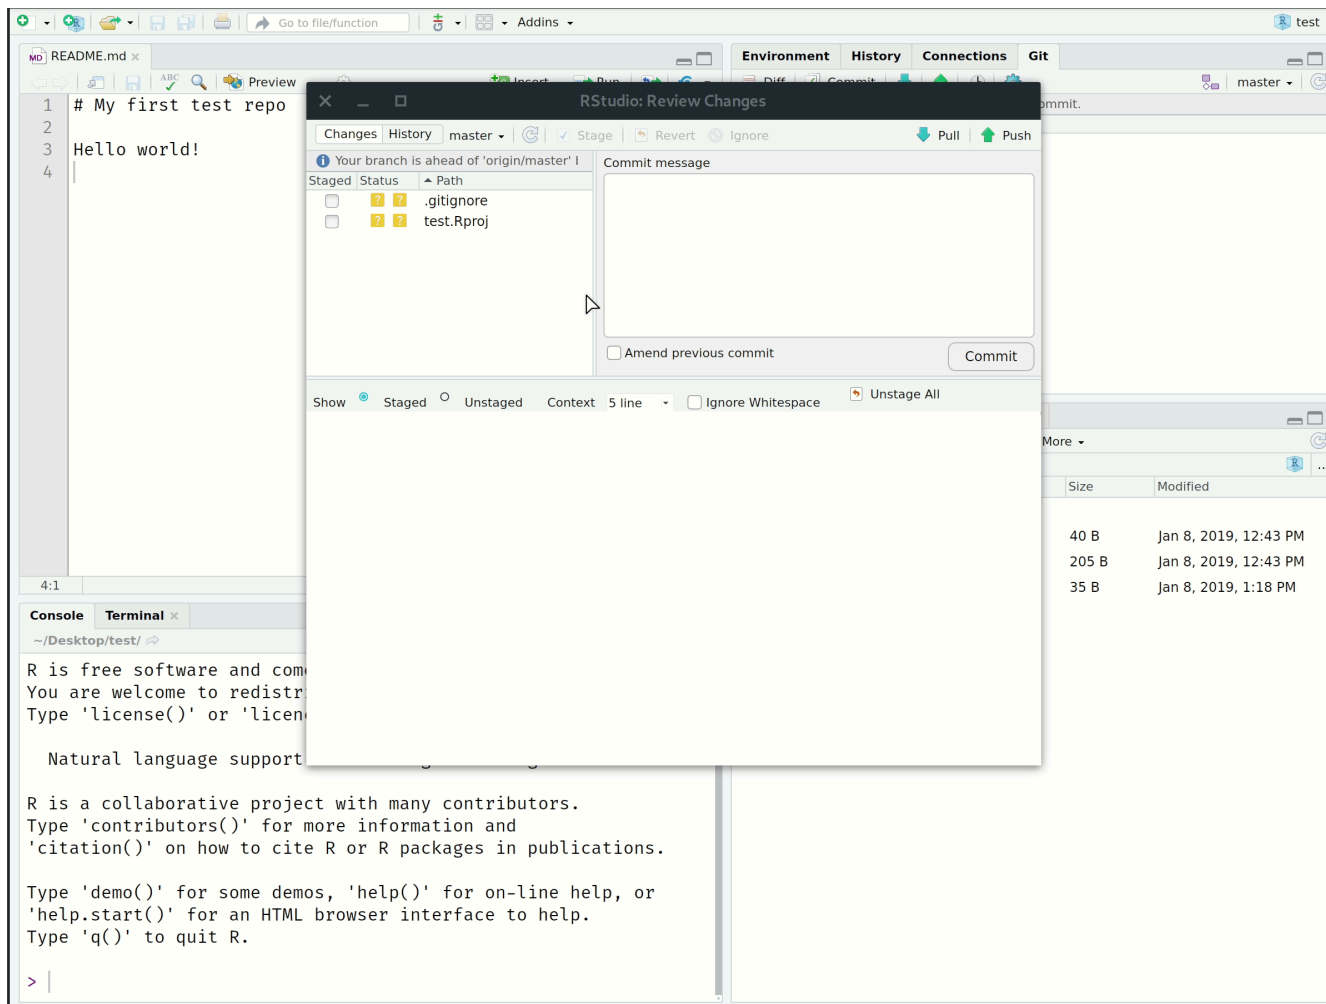 Go to file/function
Addins
test
README.md
Environment History Connections Git
ABC
Preview
master
1 # My first test repo
2
3 Hello world!
4
RStudio: Review Changes
Changes History master Stage Revert Ignore Pull Push
Your branch is ahead of 'origin/master'
Commit message
Staged Status Path
? ? .gitignore
? ? test.Rproj
Amend previous commit
Commit
Show Staged Unstaged Context 5 line Ignore Whitespace Unstage All
More
Size Modified
40 B Jan 8, 2019, 12:43 PM
205 B Jan 8, 2019, 12:43 PM
35 B Jan 8, 2019, 1:18 PM
4:1
Console Terminal
~/Desktop/test/
R is free software and
You are welcome to
Type 'license()' or
Natural language support
R is a collaborative project with many contributors.
Type 'contributors()' for more information and
'citation()' on how to cite R or R packages in publications.
Type 'demo()' for some demos, 'help()' for on-line help, or
'help.start()' for an HTML browser interface to help.
Type 'q()' to quit R.
>